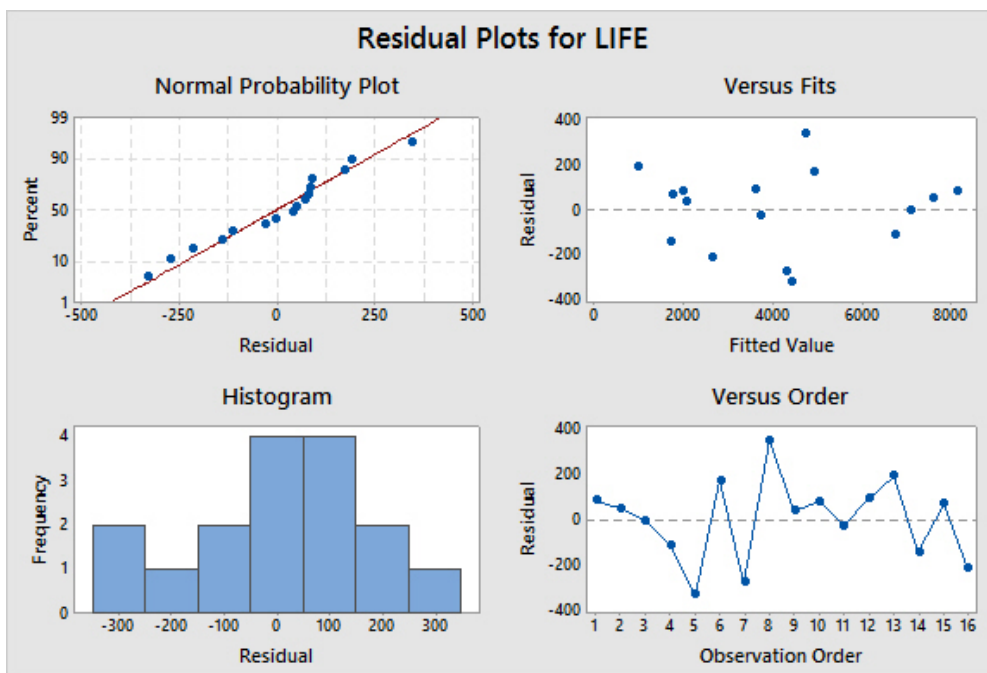 Residual Plots for LIFE
Normal Probability Plot
99
90
50
10
1
Percent
-500 -250 0 250 500
Residual
Versus Fits
400
200
0
-200
-400
Residual
0 2000 4000 6000 8000
Fitted Value
Histogram
4
3
2
1
0
Frequency
-300 -200 -100 0 100 200 300
Residual
Versus Order
400
200
0
-200
-400
Residual
1 2 3 4 5 6 7 8 9 10 11 12 13 14 15 16
Observation Order